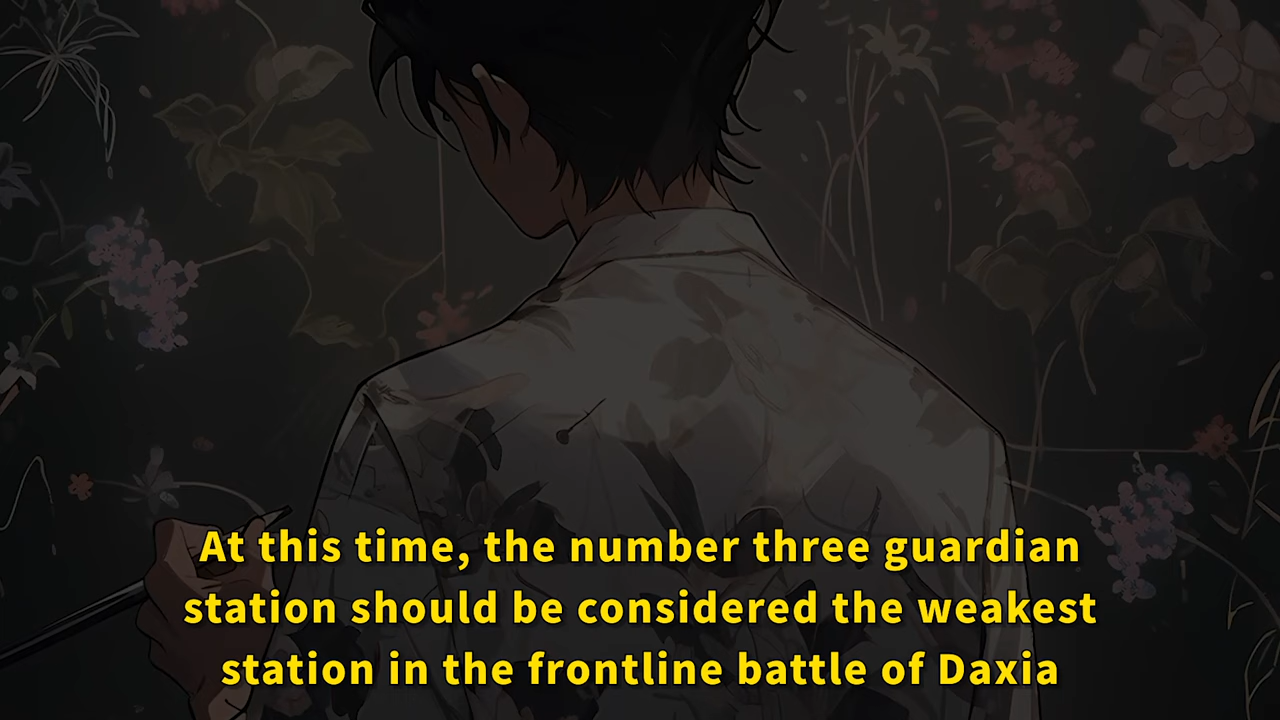 At this time, the number three guardian
station should be considered the weakest
station in the frontline battle of Daxia